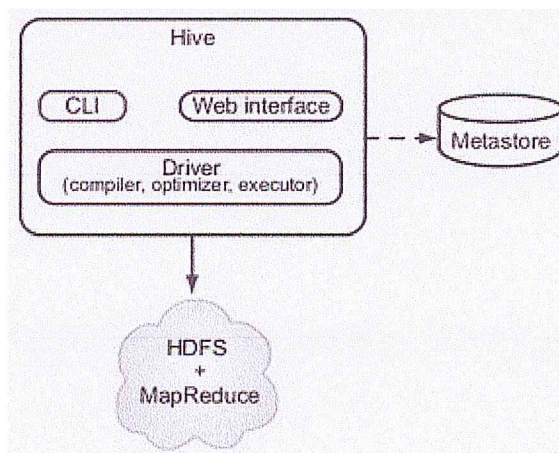 Hive
CLI
Web interface
Metastore
Driver
(compiler, optimizer, executor)
HDFS
+
MapReduce